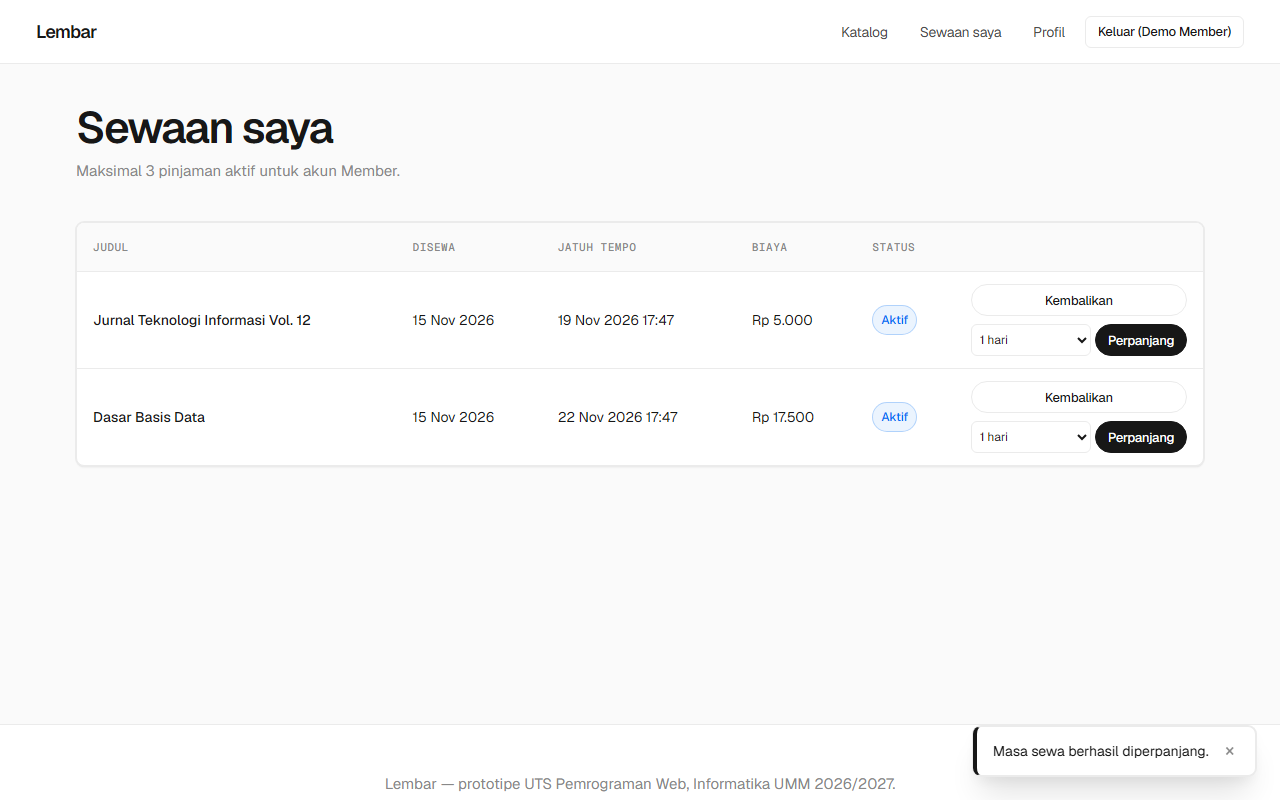 Lembar
Katalog
Sewaan saya
Profil
Keluar (Demo Member)
Sewaan saya
Maksimal 3 pinjaman aktif untuk akun Member.
JUDUL DISEWA JATUH TEMPO BIAYA STATUS
Jurnal Teknologi Informasi Vol. 12 15 Nov 2026 19 Nov 2026 17:47 Rp 5.000 Aktif
Kembalikan
1 hari Perpanjang
Dasar Basis Data 15 Nov 2026 22 Nov 2026 17:47 Rp 17.500 Aktif
Kembalikan
1 hari Perpanjang
Masa sewa berhasil diperpanjang. ×
Lembar — prototipe UTS Pemrograman Web, Informatika UMM 2026/2027.